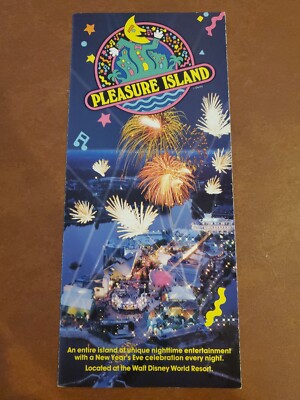 PLEASURE ISLAND
An entire island of unique nighttime entertainment
with a New Year's Eve celebration every night.
Located at the Walt Disney World Resort.